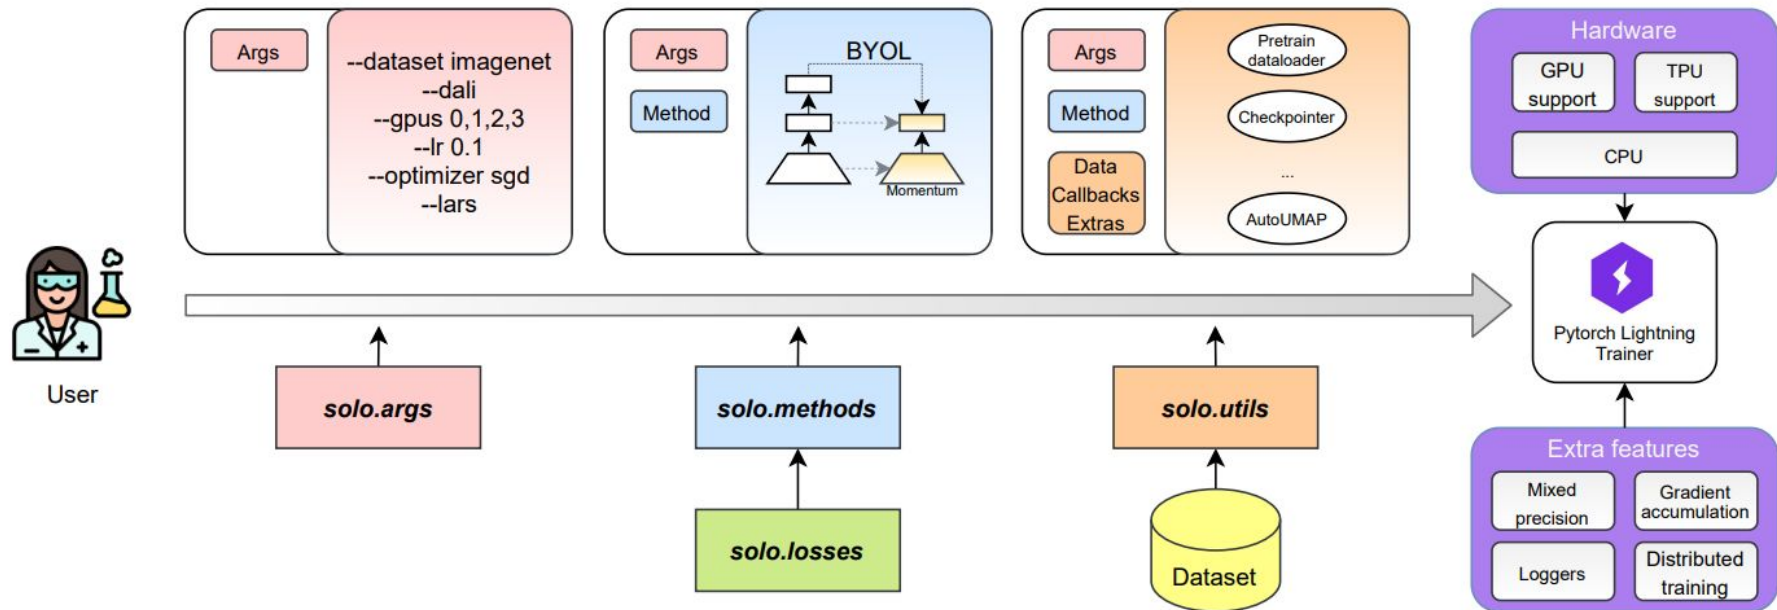 User
Args
--dataset imagenet
--dali
--gpus 0,1,2,3
--lr 0.1
--optimizer sgd
--lars
Args
Method
BYOL
Momentum
Args
Method
Data
Callbacks
Extras
Pretrain
dataloader
Checkpointer
...
AutoUMAP
solo.args
solo.methods
solo.losses
solo.utils
Dataset
Hardware
GPU
support
TPU
support
CPU
Pytorch Lightning
Trainer
Extra features
Mixed
precision
Gradient
accumulation
Loggers
Distributed
training